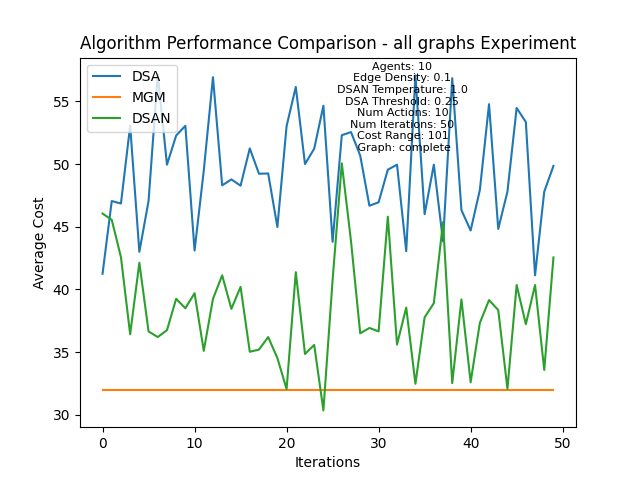 Algorithm Performance Comparison - all graphs Experiment
DSA
MGM
DSAN
Agents: 10
Edge Density: 0.1
DSAN Temperature: 1.0
DSA Threshold: 0.25
Num Actions: 10
Num Iterations: 50
Cost Range: 101
Graph: complete
Average Cost
55
50
45
40
35
30
0
10
20
30
40
50
Iterations